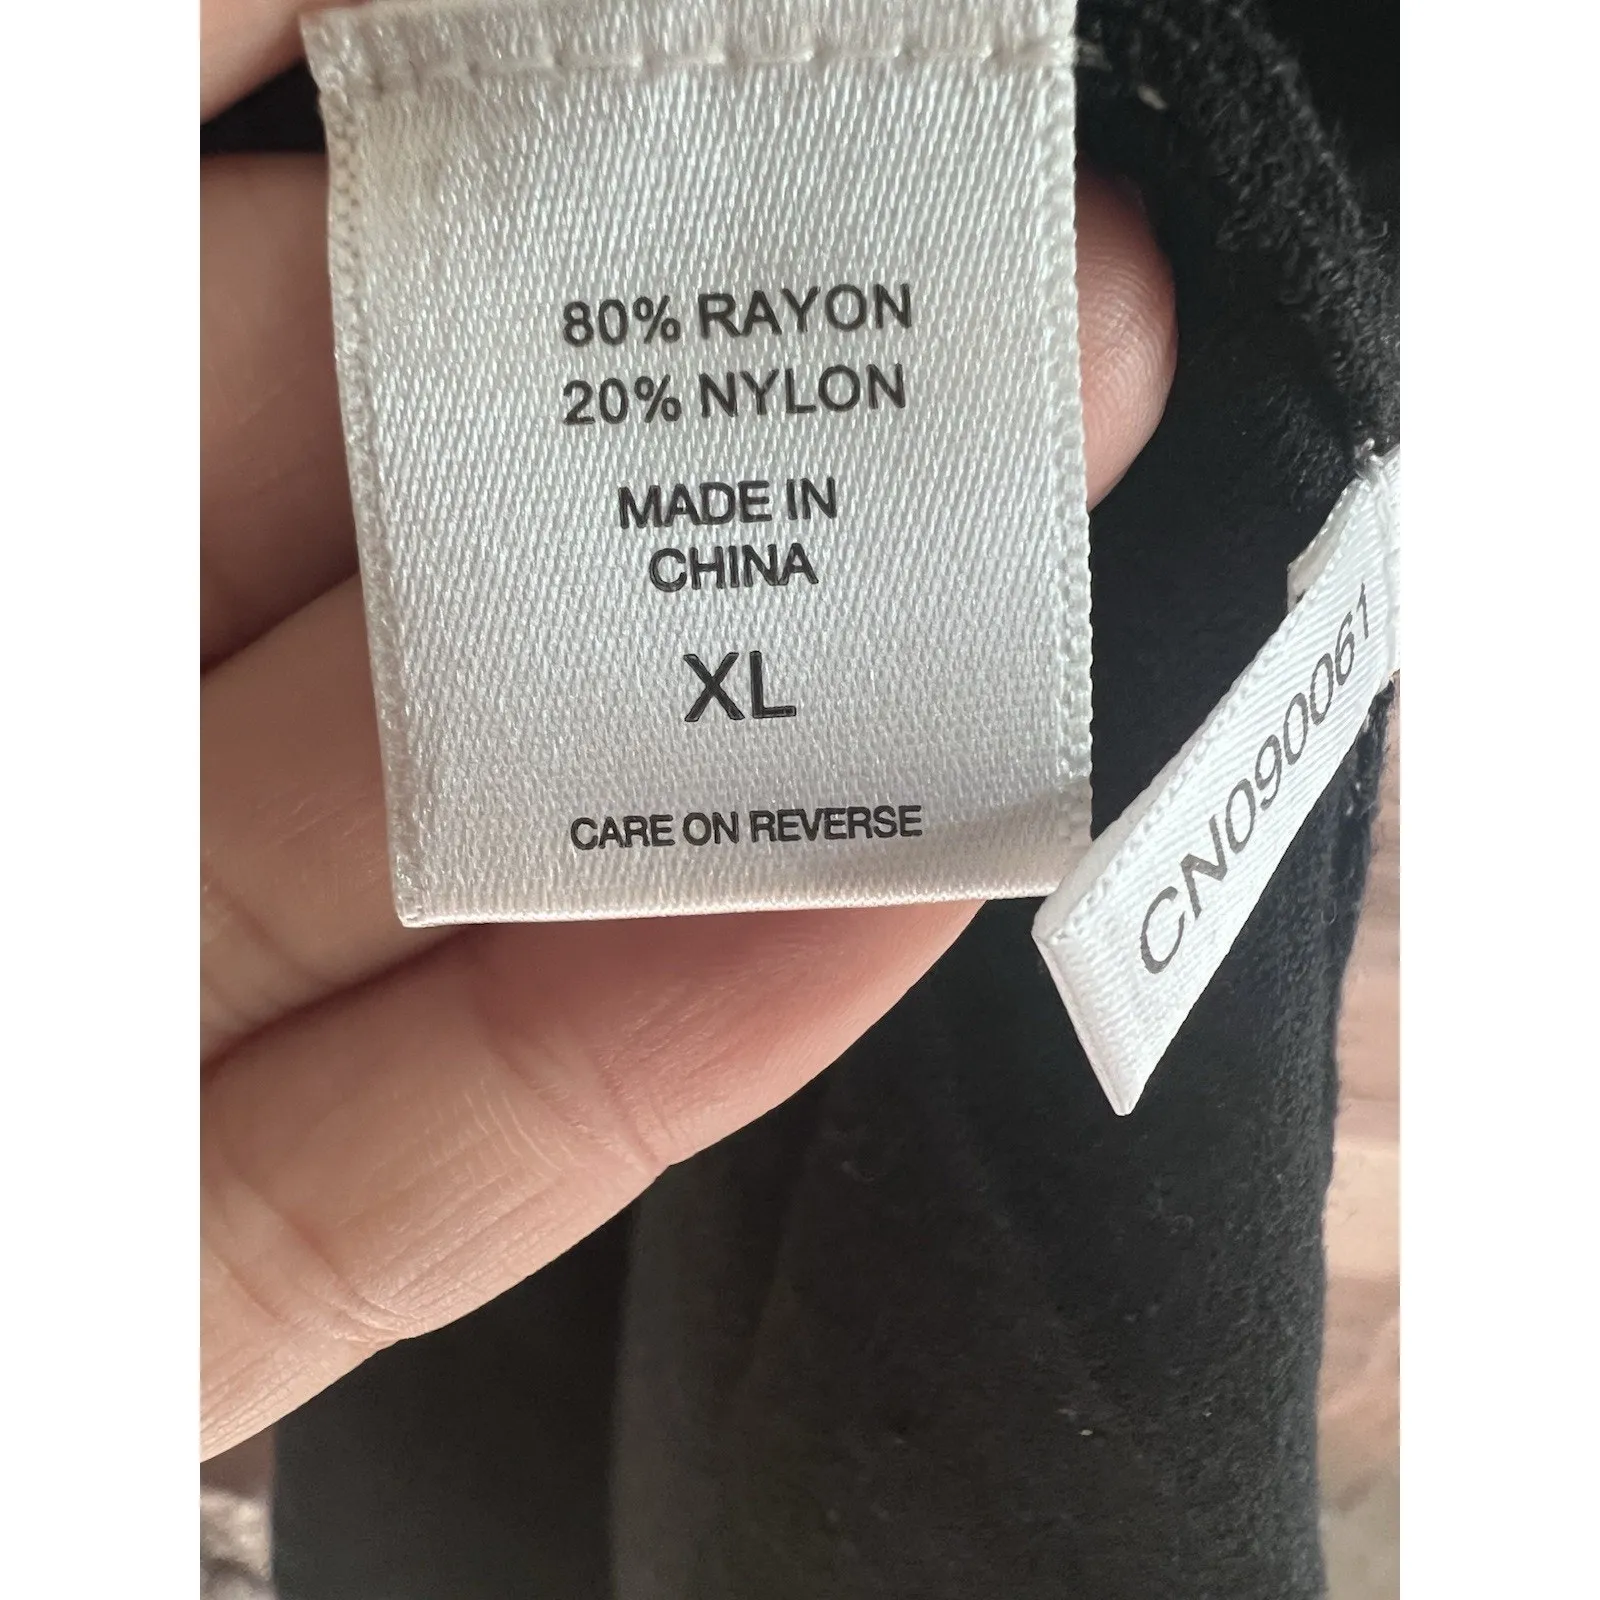 80% RAYON
20% NYLON
MADE IN
CHINA
XL
CARE ON REVERSE
CN090061